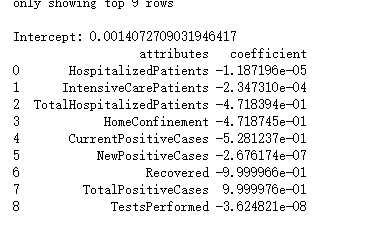 only showing top 9 rows
Intercept: 0.0014072709031946417
attributes coefficient
0 HospitalizedPatients -1.187196e-05
1 IntensiveCarePatients -2.347310e-04
2 TotalHospitalizedPatients -4.718394e-01
3 HomeConfinement -4.718745e-01
4 CurrentPositiveCases -5.281237e-01
5 NewPositiveCases -2.676174e-07
6 Recovered -9.999966e-01
7 TotalPositiveCases 9.999976e-01
8 TestsPerformed -3.624821e-08